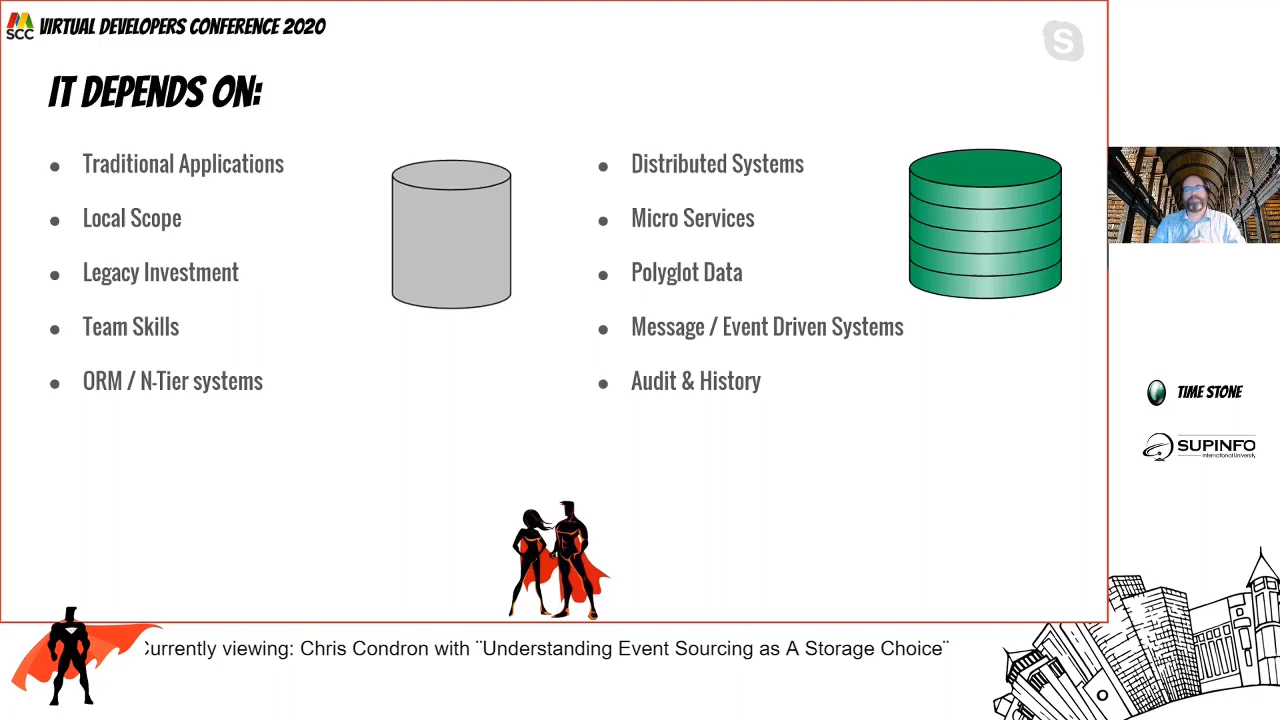 SCC VIRTUAL DEVELOPERS CONFERENCE 2020
S
IT DEPENDS ON:
● Traditional Applications
● Local Scope
● Legacy Investment
● Team Skills
● ORM / N-Tier systems
● Distributed Systems
● Micro Services
● Polyglot Data
● Message / Event Driven Systems
● Audit & History
TIME STONE
SUPINFO
International University
urrently viewing: Chris Condron with ¨Understanding Event Sourcing as A Storage Choice¨